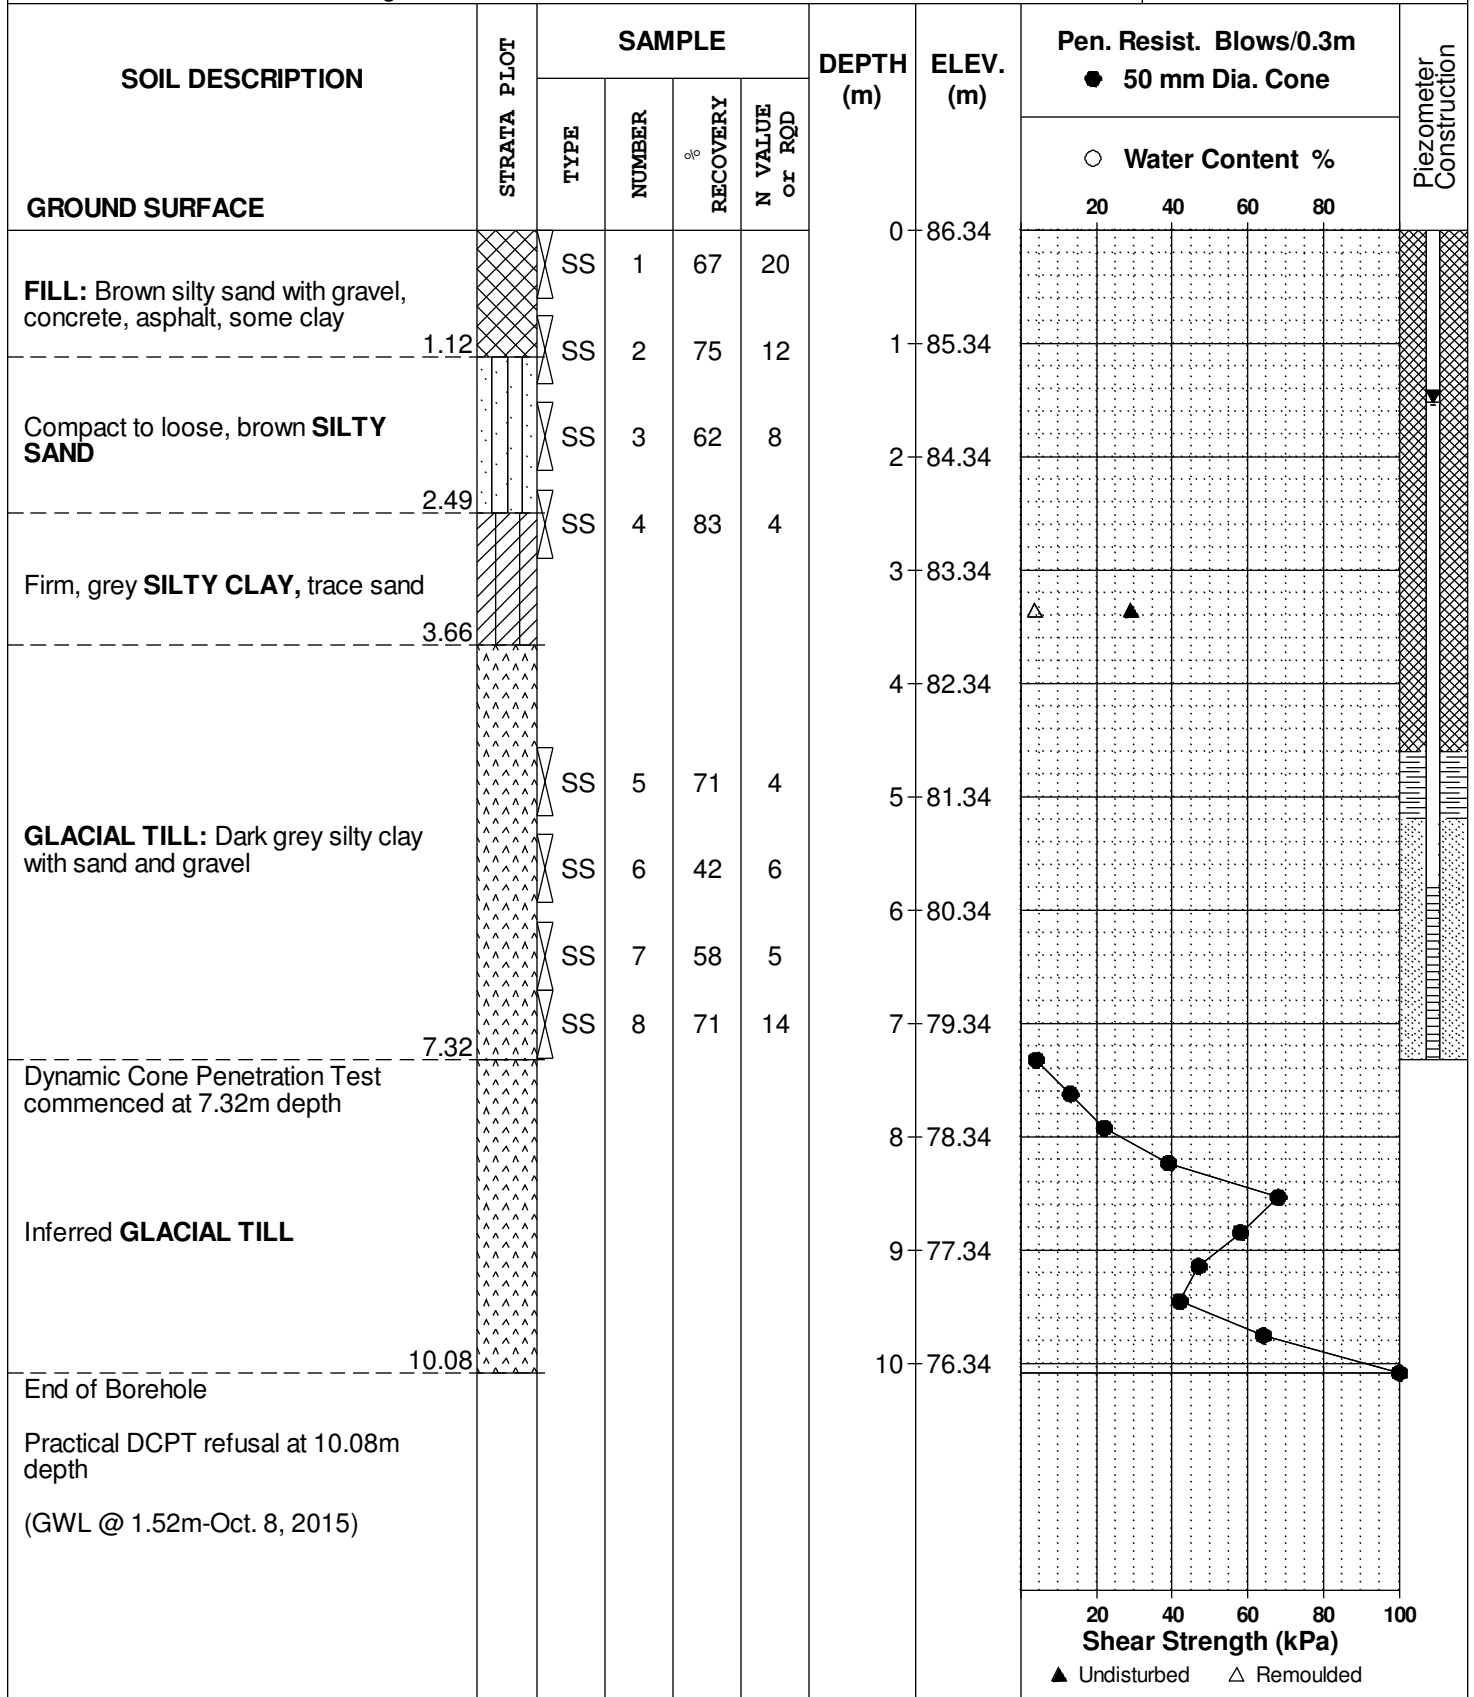 SOIL DESCRIPTION
GROUND SURFACE
STRATA PLOT
SAMPLE
TYPE
NUMBER
%
RECOVERY
N VALUE
or RQD
DEPTH
(m)
ELEV.
(m)
Pen. Resist. Blows/0.3m
● 50 mm Dia. Cone
○ Water Content %
20 40 60 80
Piezometer
Construction
0 86.34
SS 1 67 20
FILL: Brown silty sand with gravel,
concrete, asphalt, some clay
1.12
SS 2 75 12
1 85.34
Compact to loose, brown SILTY
SAND
SS 3 62 8
2 84.34
2.49
SS 4 83 4
3 83.34
Firm, grey SILTY CLAY, trace sand
3.66
4 82.34
SS 5 71 4
5 81.34
GLACIAL TILL: Dark grey silty clay
with sand and gravel
SS 6 42 6
6 80.34
SS 7 58 5
SS 8 71 14
7 79.34
7.32
Dynamic Cone Penetration Test
commenced at 7.32m depth
8 78.34
Inferred GLACIAL TILL
9 77.34
10.08
10 76.34
End of Borehole
Practical DCPT refusal at 10.08m
depth
(GWL @ 1.52m-Oct. 8, 2015)
20 40 60 80 100
Shear Strength (kPa)
▲ Undisturbed △ Remoulded